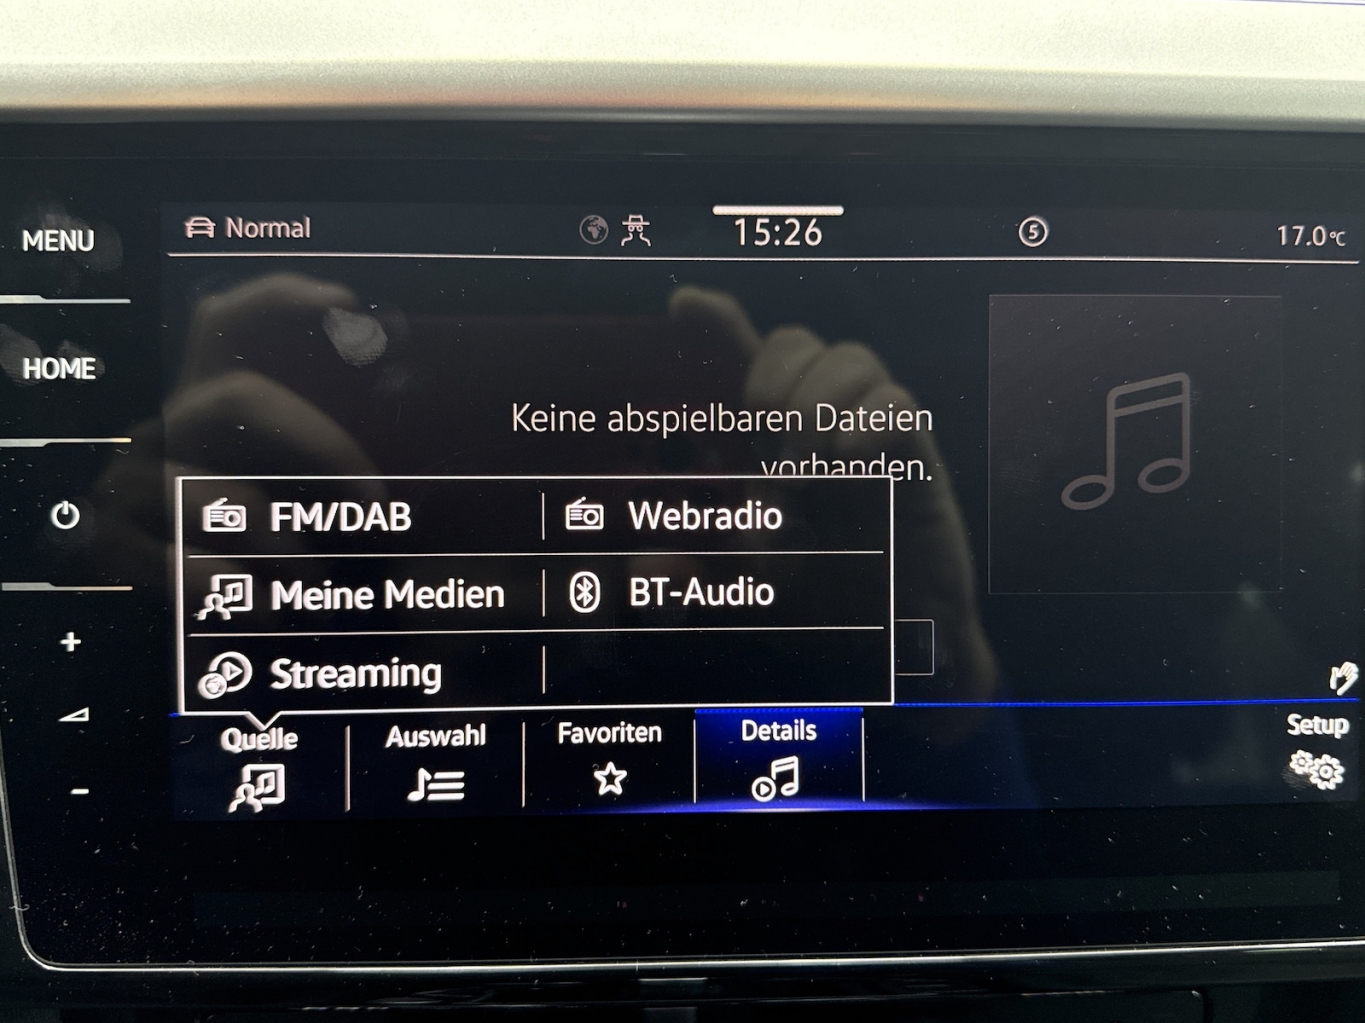 MENU
HOME
Normal
15:26
5
17.0°C
Keine abspielbaren Dateien
vorhanden.
FM/DAB
Webradio
Meine Medien
BT-Audio
Streaming
Quelle
Auswahl
Favoriten
Details
Setup
+
-